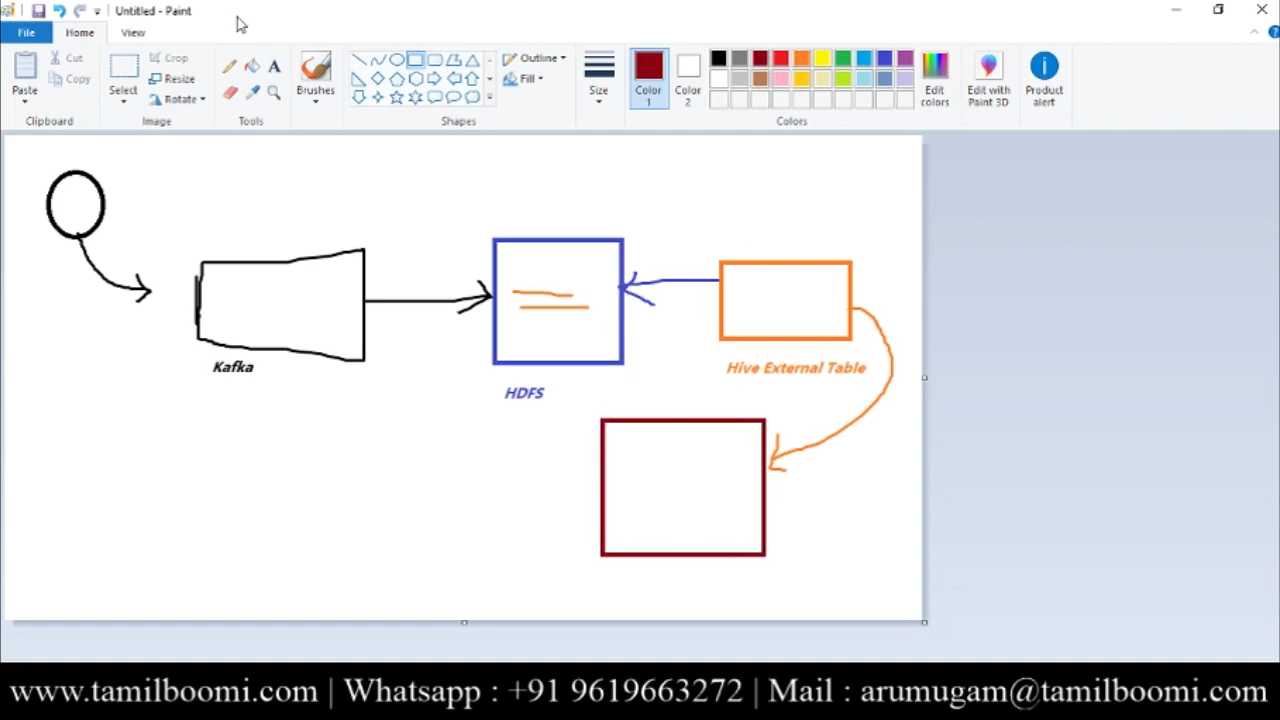 Untitled - Paint
File
Home
View
Paste
Cut
Copy
Clipboard
Select
Crop
Resize
Rotate
Image
Tools
Brushes
Shapes
Outline
Fill
Size
Color 1
Color 2
Edit colors
Colors
Edit with Paint 3D
Product alert
Kafka
HDFS
Hive External Table
www.tamilboomi.com | Whatsapp : +91 9619663272 | Mail : arumugam@tamilboomi.com